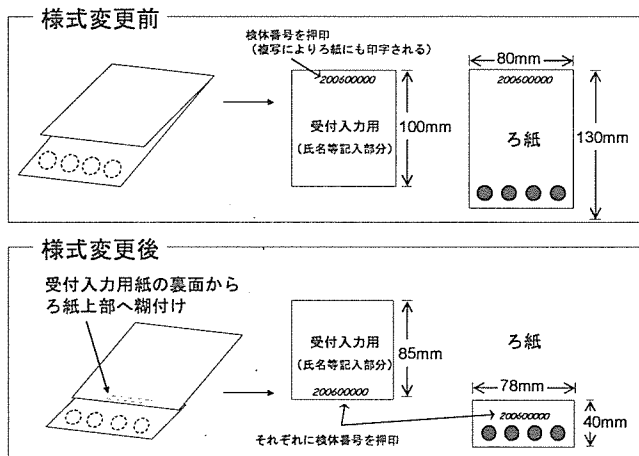 様式変更前
検体番号を押印
(複写によりろ紙にも印字される)
200600000
受付入力用
(氏名等記入部分)
100mm
80mm
200600000
ろ紙
130mm
様式変更後
受付入力用紙の裏面から
ろ紙上部へ糊付け
受付入力用
(氏名等記入部分)
200600000
85mm
ろ紙
78mm
200600000
40mm
それぞれに検体番号を押印